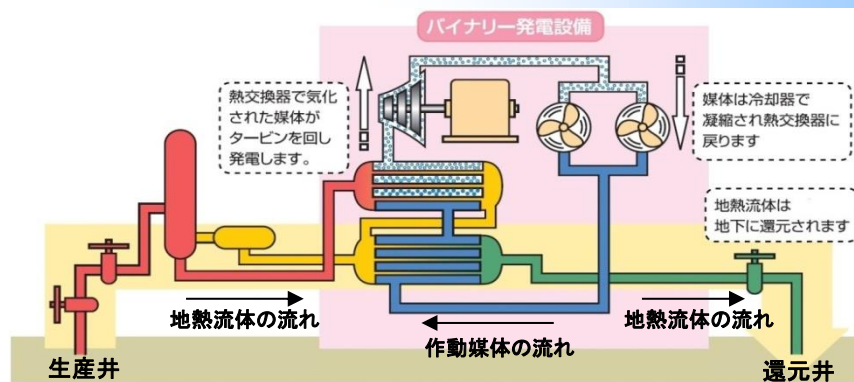 バイナリー発電設備
熱交換器で気化
された媒体が
タービンを回し
発電します。
媒体は冷却器で
凝縮され熱交換器に
戻ります
地熱流体は
地下に還元されます
地熱流体の流れ
作動媒体の流れ
地熱流体の流れ
生産井
還元井